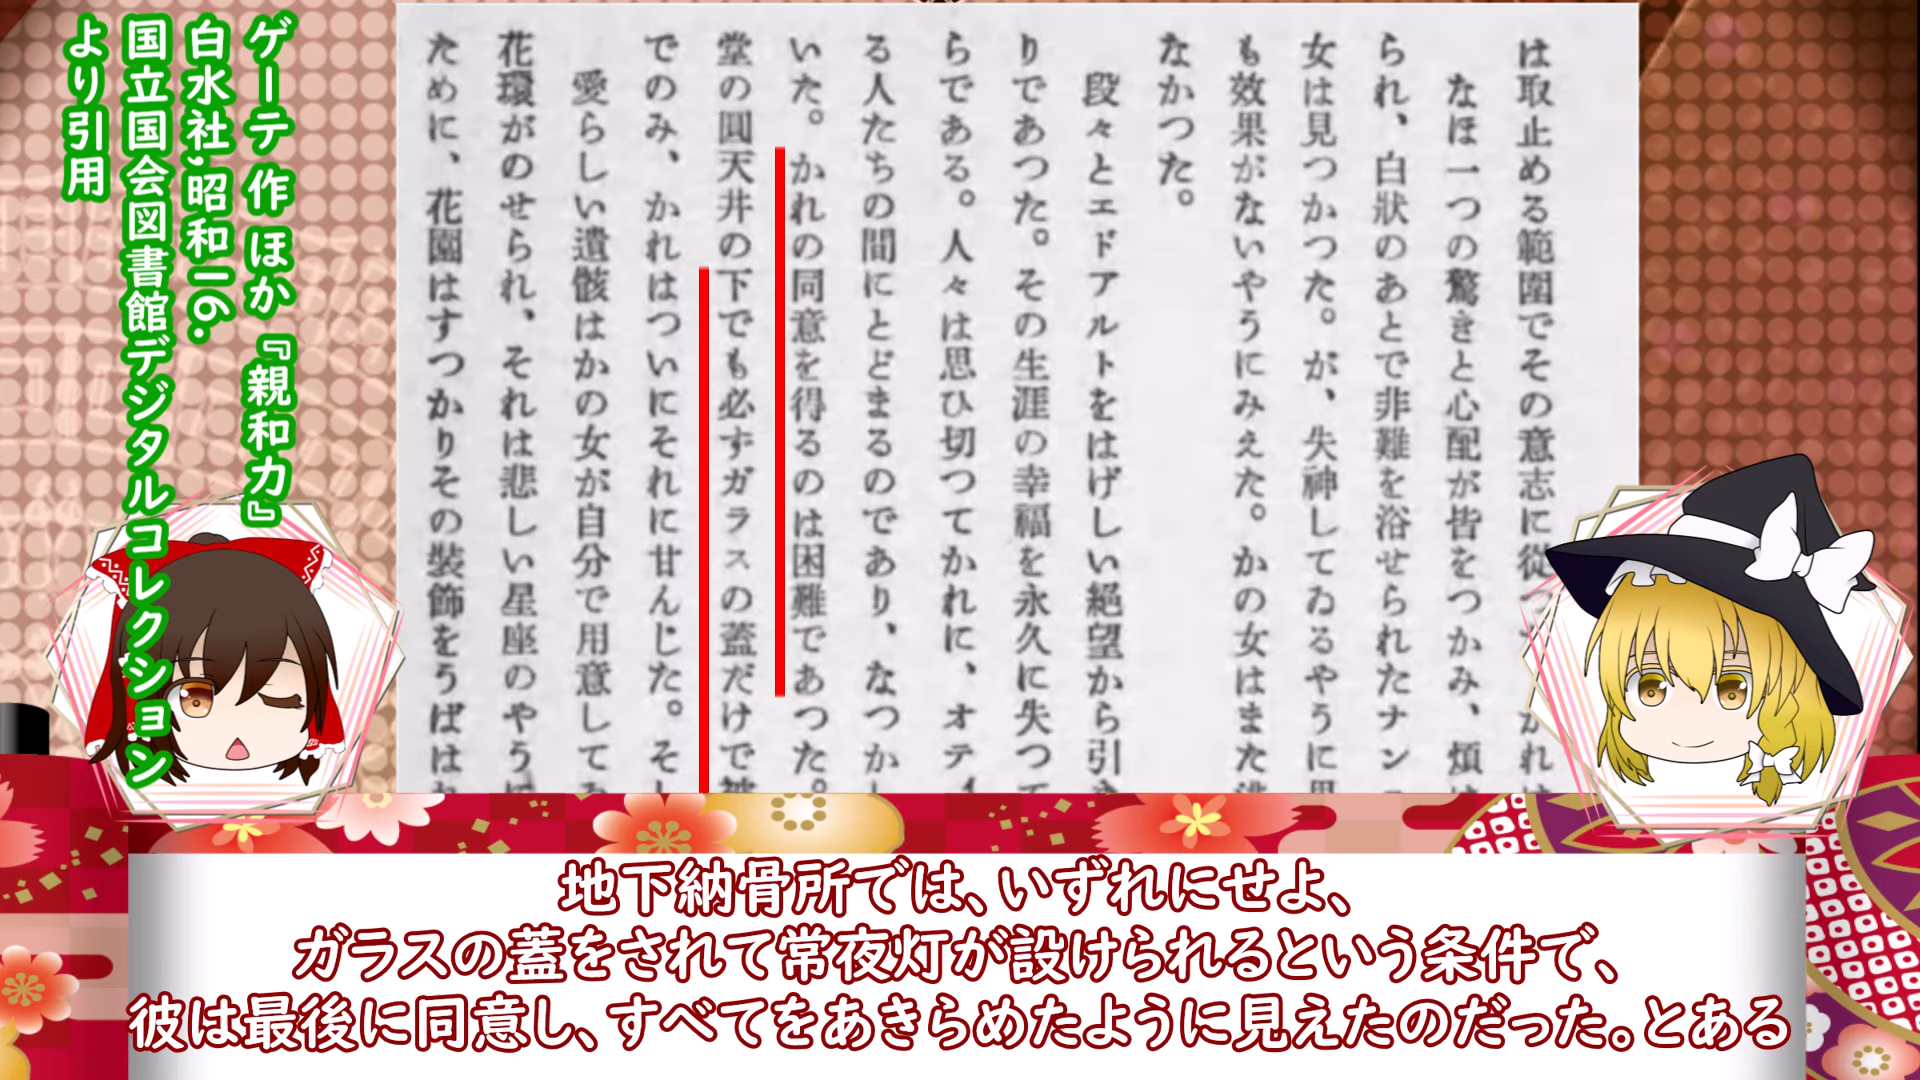 ゲーテ 作 ほか『親和力』
白水社,昭和16.
国立国会図書館デジタルコレクション
より引用
は取止める範圍でその意志に從
なほ一つの驚きと心配が皆をつかみ、煩
られ、白狀のあとで非難を浴せられたナン
女は見つかつた。が、失神してゐるやうに
も效果がないやうにみえた。かの女はまた
なかつた。
段々とエドアルトをはげしい絕望から引
りであつた。その生涯の幸福を永久に失つて
らである。人々は思ひ切つてかれに、オティ
る人たちの間にとどまるのであり、なつか
いた。かれの同意を得るのは困難であつた。
堂の圓天井の下でも必ずガラスの蓋だけで被
でのみ、かれはついにそれに甘んじた。そ
愛らしい遺骸はかの女が自分で用意して
花環がのせられ、それは悲しい星座のやうに
ために、花園はすつかりその裝飾をうばは
地下納骨所では、いずれにせよ、
ガラスの蓋をされて常夜灯が設けられるという条件で、
彼は最後に同意し、すべてをあきらめたように見えたのだった。とある